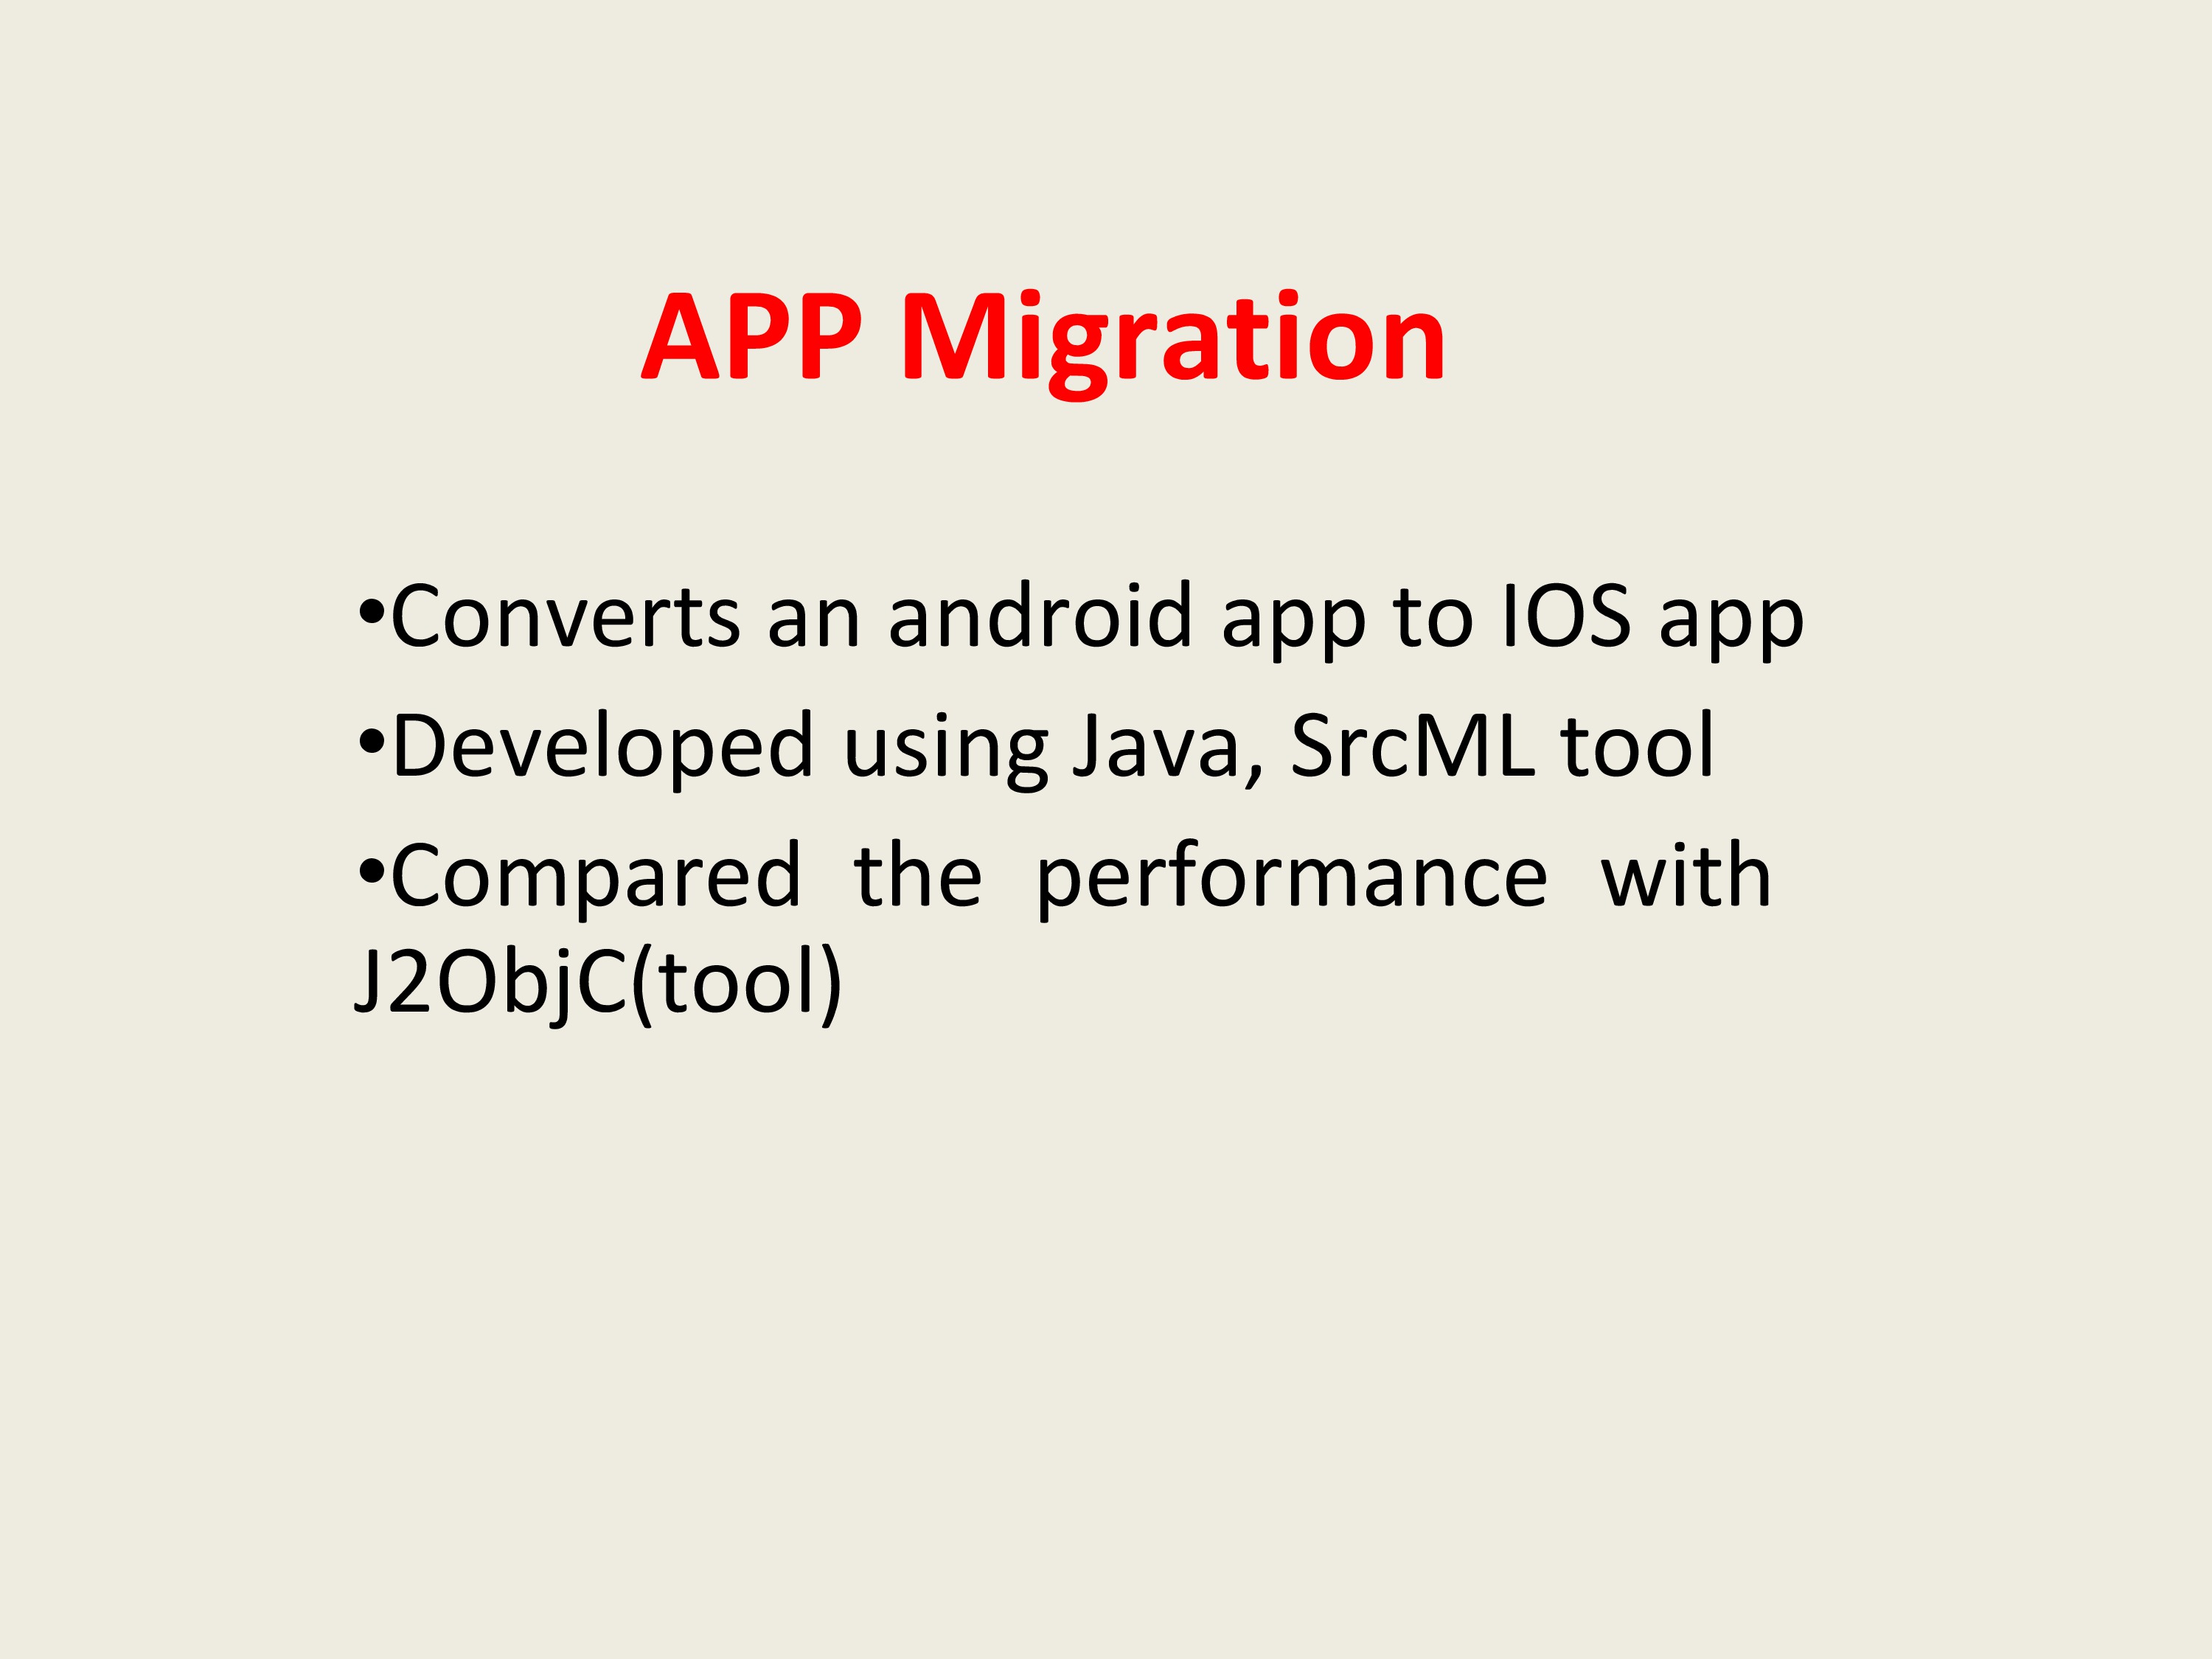 APP Migration
•Converts an android app to IOS app
•Developed using Java, SrcML tool
•Compared the performance with
J2ObjC(tool)